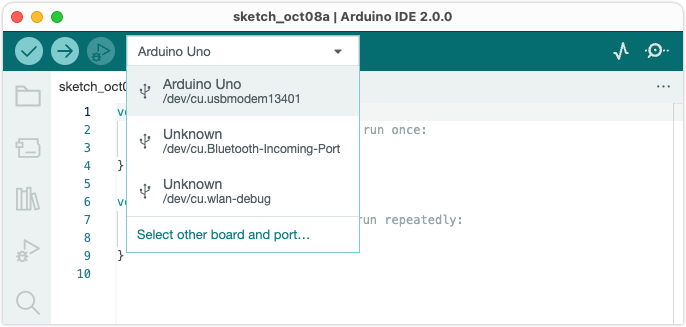 sketch_oct08a | Arduino IDE 2.0.0
Arduino Uno
sketch_oct0
Arduino Uno
/dev/cu.usbmodem13401
Unknown
/dev/cu.Bluetooth-Incoming-Port
Unknown
/dev/cu.wlan-debug
Select other board and port…
1 v
2 run once:
3
4 }
5
6 v
7 run repeatedly:
8
9 }
10